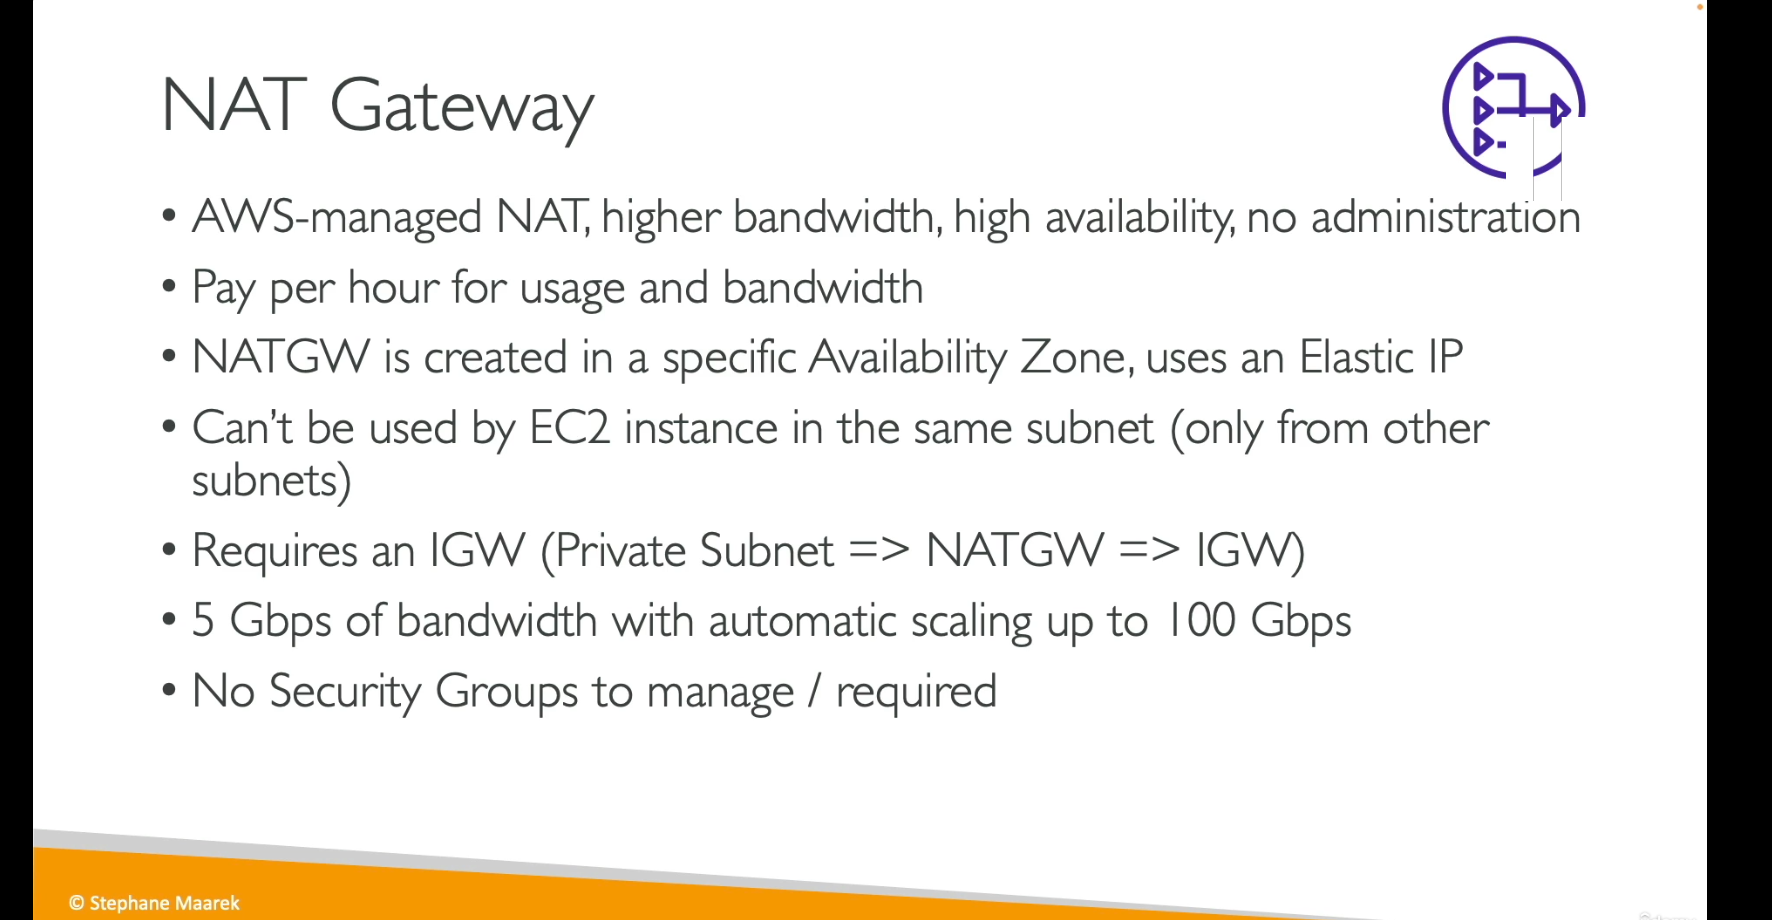 NAT Gateway
• AWS-managed NAT, higher bandwidth, high availability, no administration
• Pay per hour for usage and bandwidth
• NATGW is created in a specific Availability Zone, uses an Elastic IP
• Can't be used by EC2 instance in the same subnet (only from other
subnets)
• Requires an IGW (Private Subnet => NATGW => IGW)
• 5 Gbps of bandwidth with automatic scaling up to 100 Gbps
• No Security Groups to manage / required
© Stephane Maarek